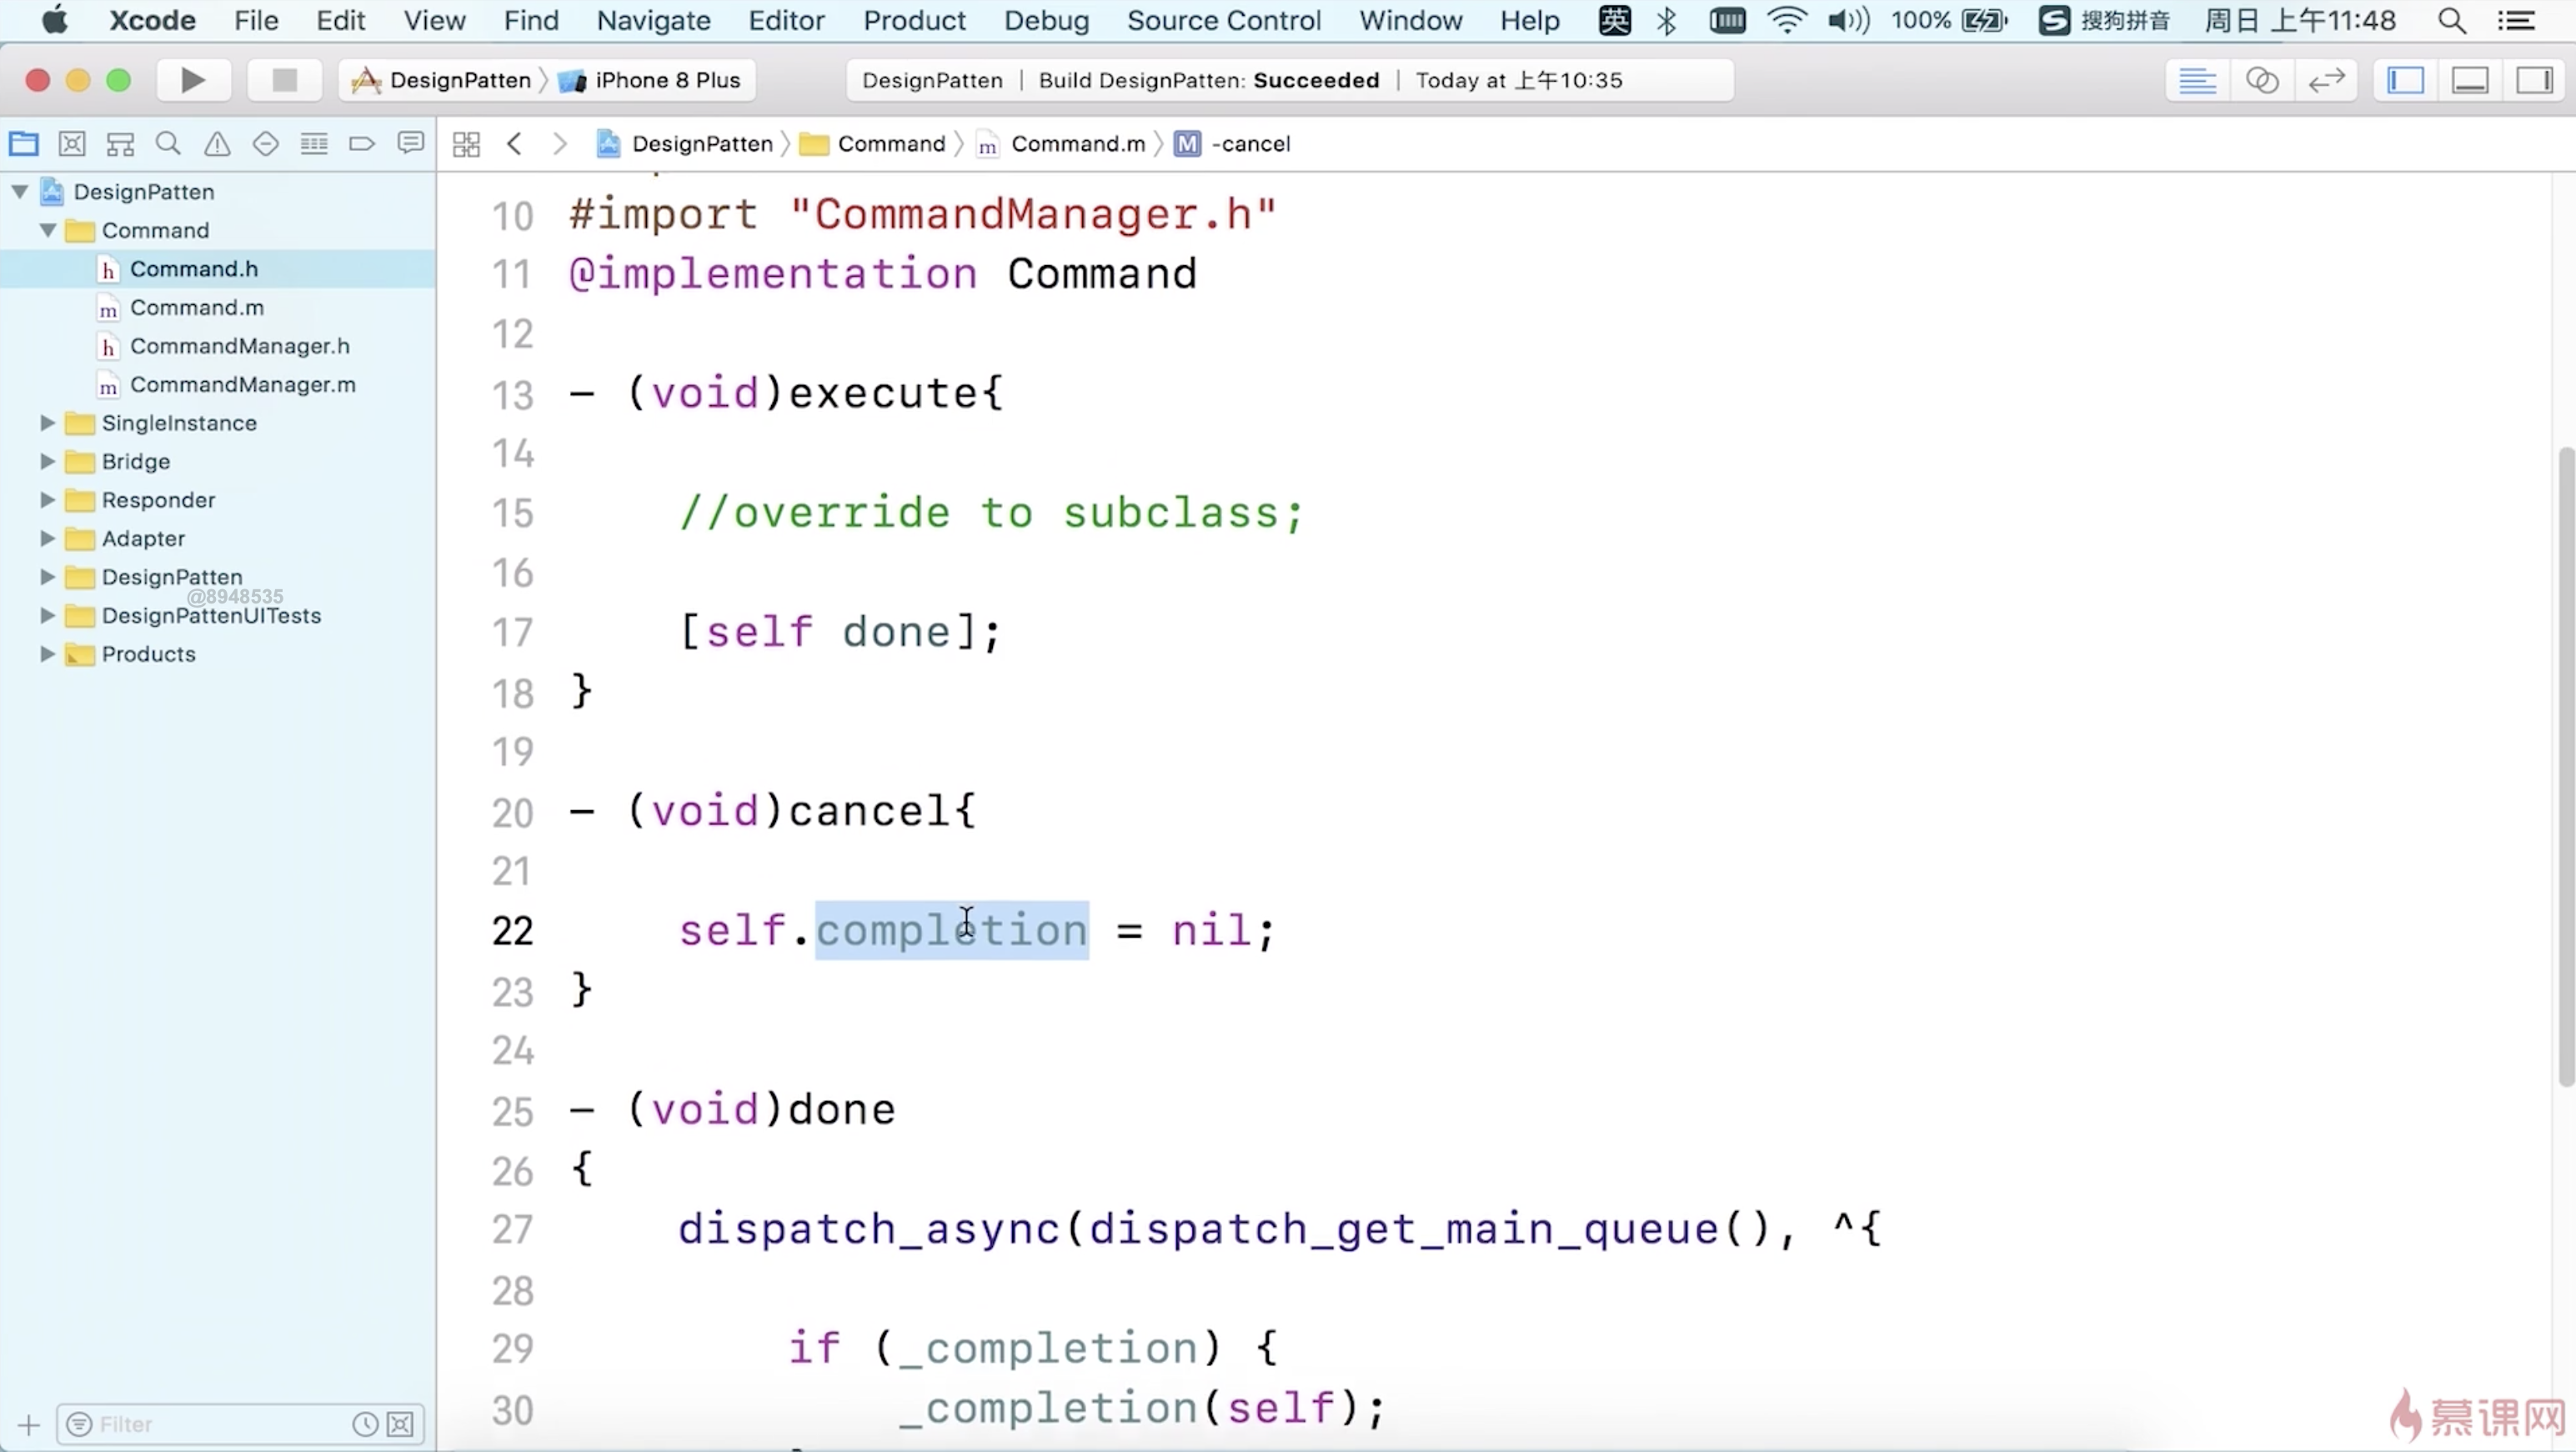 Xcode File Edit View Find Navigate Editor Product Debug Source Control Window Help 英 100% 搜狗拼音 周日 上午11:48
DesignPatten iPhone 8 Plus DesignPatten | Build DesignPatten: Succeeded | Today at 上午10:35
DesignPatten Command Command.m M -cancel
DesignPatten
Command
Command.h
Command.m
CommandManager.h
CommandManager.m
SingleInstance
Bridge
Responder
Adapter
DesignPatten
@8948535
DesignPattenUITests
Products
Filter
10 #import "CommandManager.h"
11 @implementation Command
12
13 - (void)execute{
14
15 //override to subclass;
16
17 [self done];
18 }
19
20 - (void)cancel{
21
22 self.completion = nil;
23 }
24
25 - (void)done
26 {
27 dispatch_async(dispatch_get_main_queue(), ^{
28
29 if (_completion) {
30 _completion(self);
慕课网